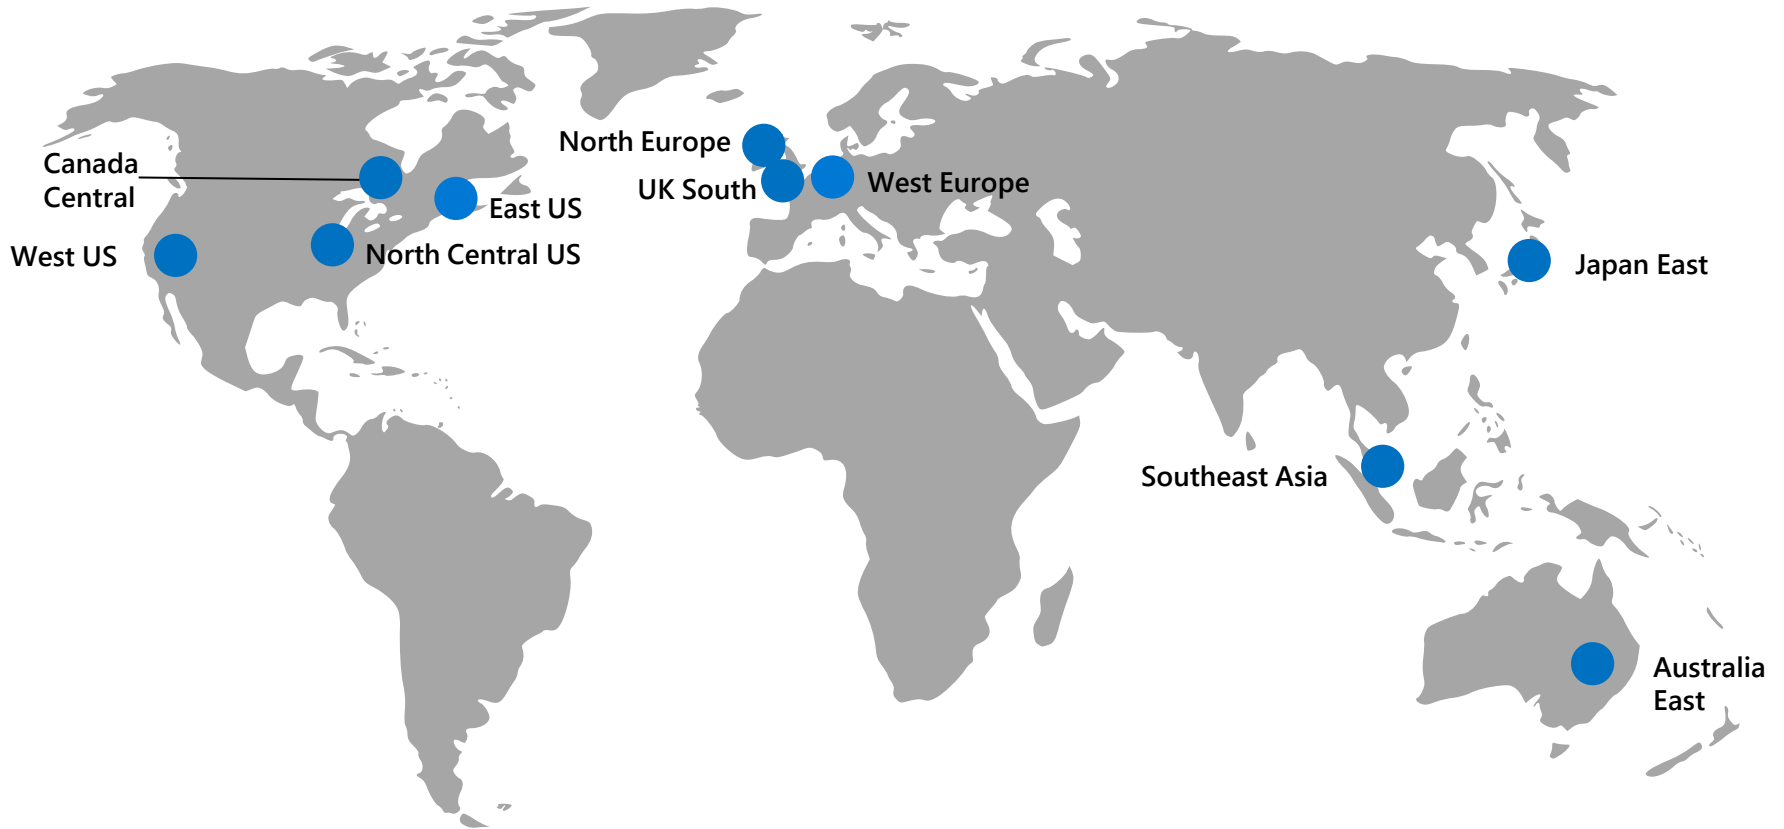 North Europe
Canada
Central
UK South
West Europe
East US
West US
North Central US
Japan East
Southeast Asia
Australia
East